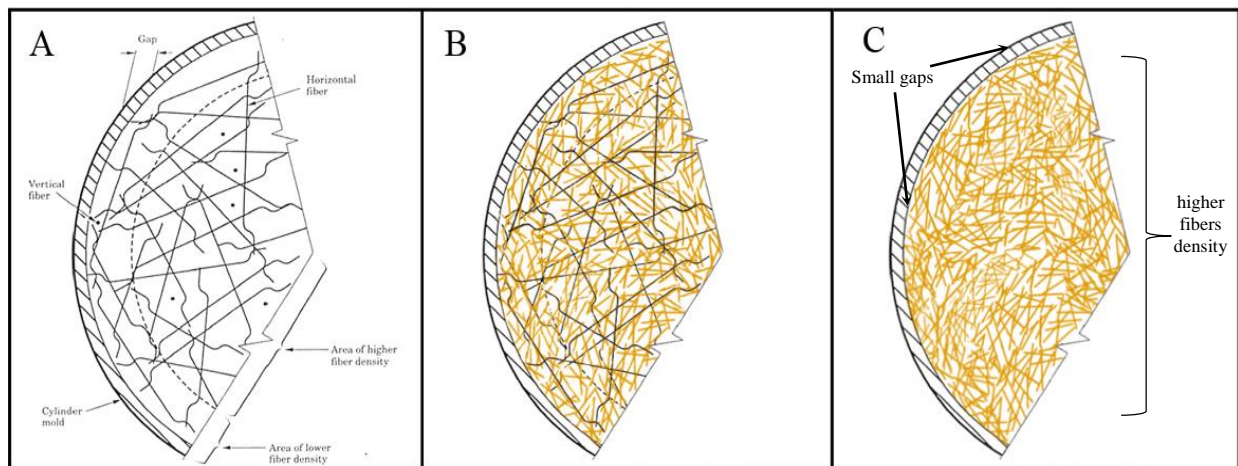 A
Gap
Horizontal
fiber
Vertical
fiber
Area of higher
fiber density
Cylinder
mold
Area of lower
fiber density
B
C
Small gaps
higher
fibers
density